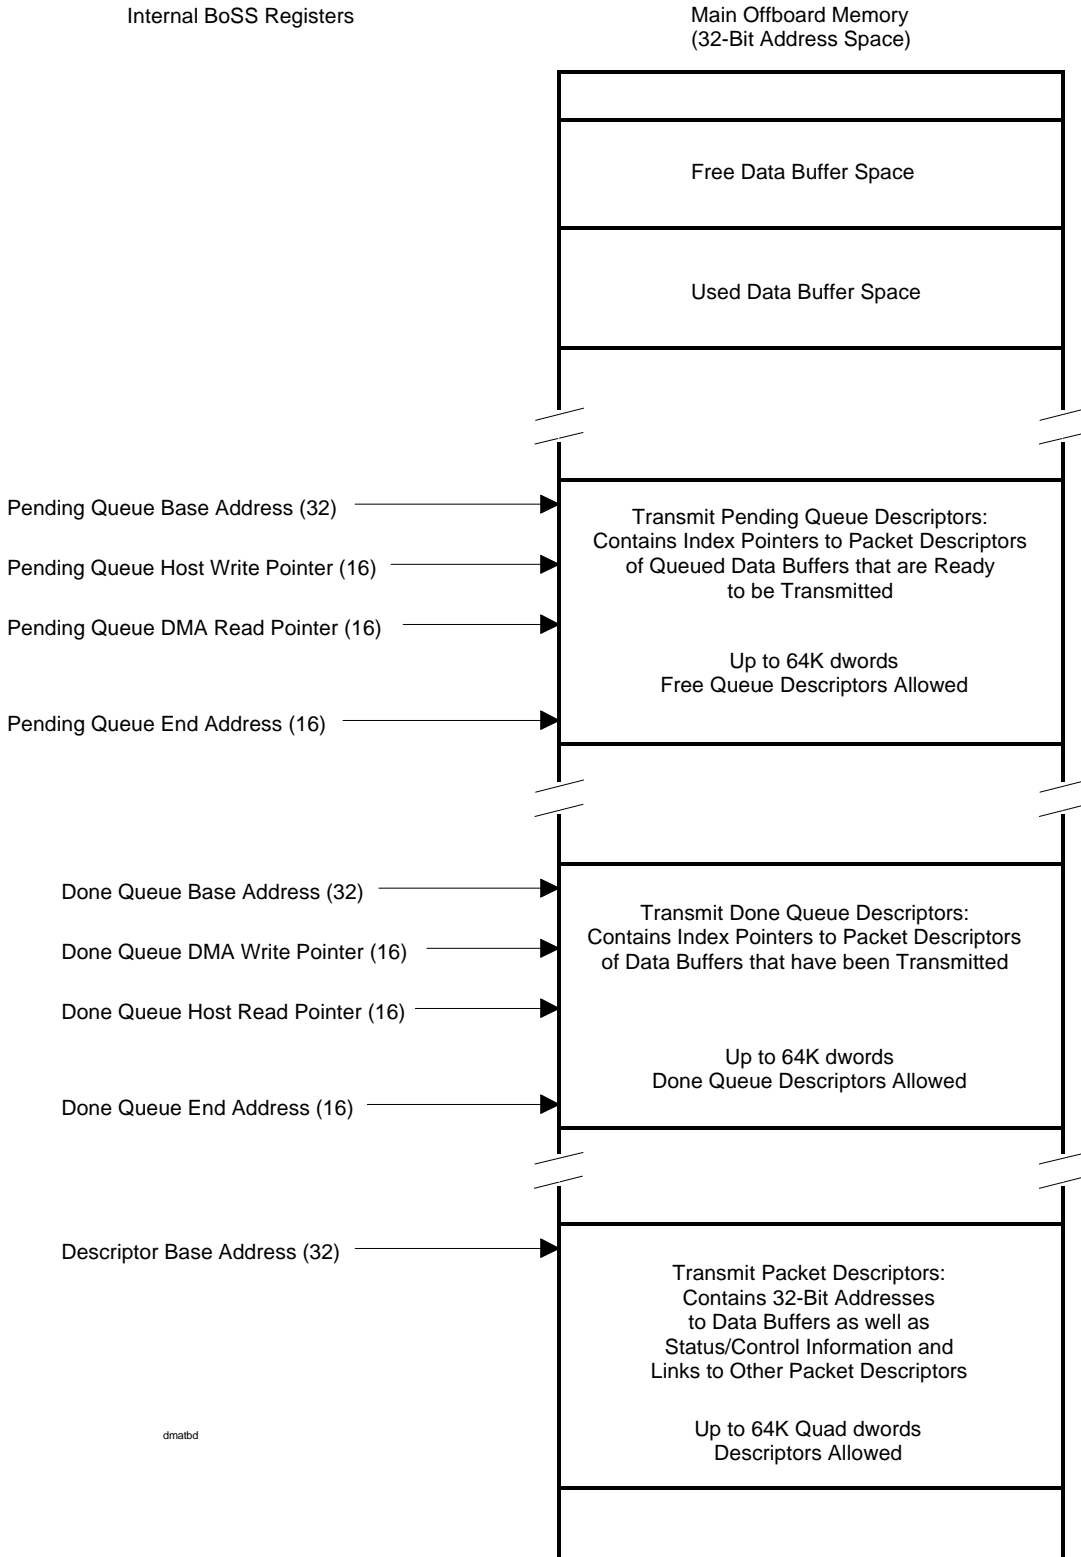 Internal BoSS Registers
Main Offboard Memory
(32-Bit Address Space)
Free Data Buffer Space
Used Data Buffer Space
Pending Queue Base Address (32)
Pending Queue Host Write Pointer (16)
Pending Queue DMA Read Pointer (16)
Pending Queue End Address (16)
Transmit Pending Queue Descriptors:
Contains Index Pointers to Packet Descriptors
of Queued Data Buffers that are Ready
to be Transmitted
Up to 64K dwords
Free Queue Descriptors Allowed
Done Queue Base Address (32)
Done Queue DMA Write Pointer (16)
Done Queue Host Read Pointer (16)
Done Queue End Address (16)
Transmit Done Queue Descriptors:
Contains Index Pointers to Packet Descriptors
of Data Buffers that have been Transmitted
Up to 64K dwords
Done Queue Descriptors Allowed
Descriptor Base Address (32)
Transmit Packet Descriptors:
Contains 32-Bit Addresses
to Data Buffers as well as
Status/Control Information and
Links to Other Packet Descriptors
Up to 64K Quad dwords
Descriptors Allowed
dmatbd